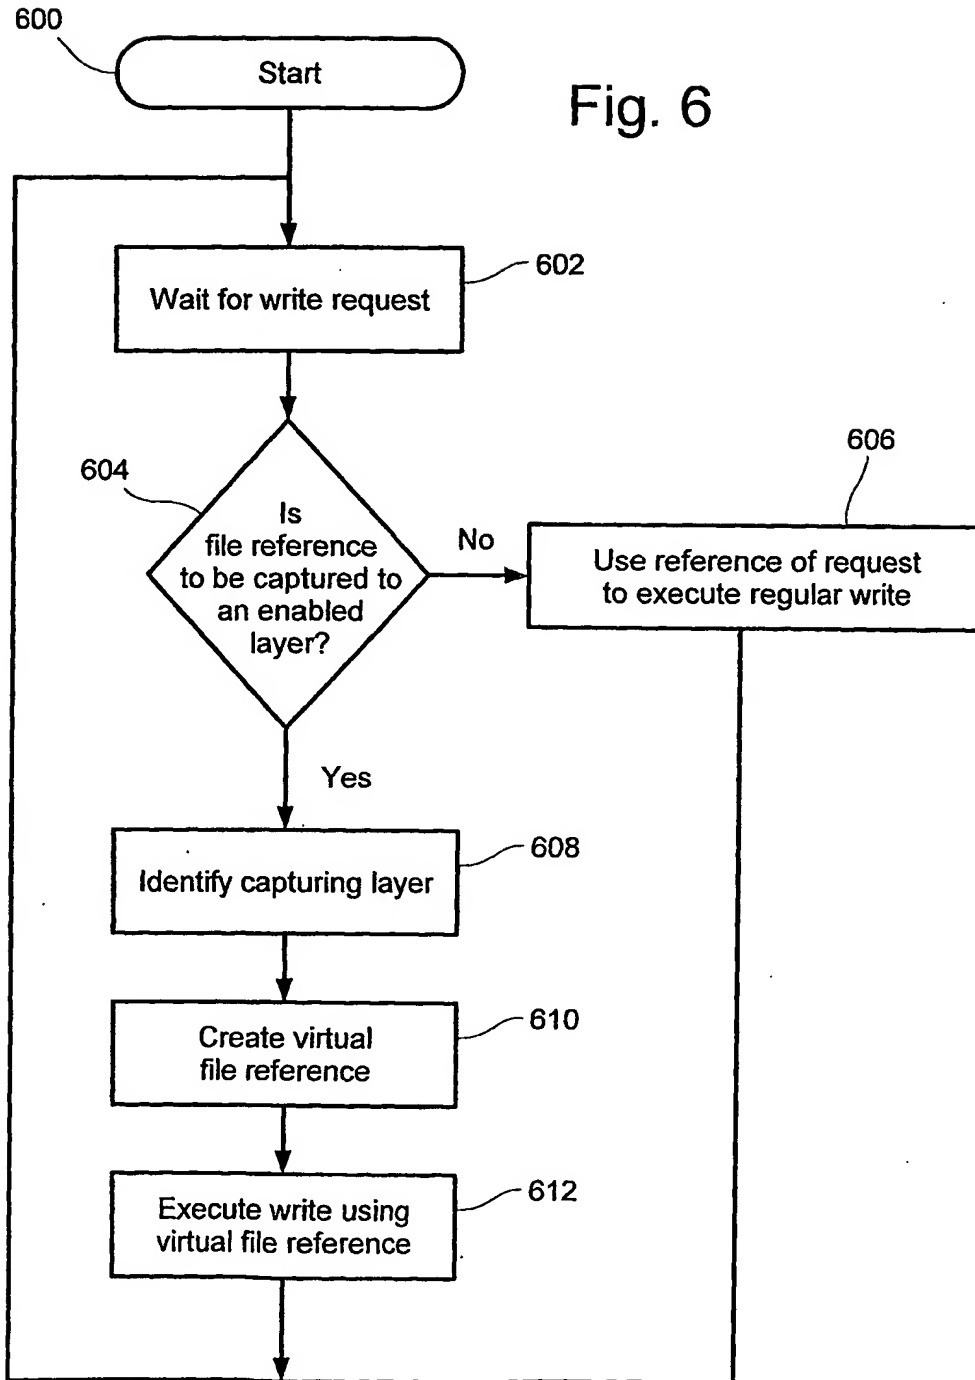 600
Start
Fig. 6
602
Wait for write request
604
606
Is
file reference
to be captured to
an enabled
layer?
No
Use reference of request
to execute regular write
Yes
608
Identify capturing layer
610
Create virtual
file reference
612
Execute write using
virtual file reference